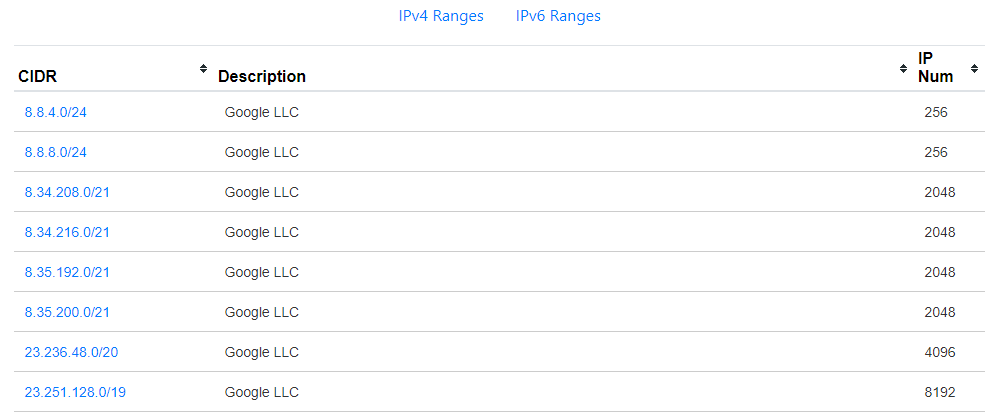 IPv4 Ranges IPv6 Ranges
CIDR Description IP Num
8.8.4.0/24 Google LLC 256
8.8.8.0/24 Google LLC 256
8.34.208.0/21 Google LLC 2048
8.34.216.0/21 Google LLC 2048
8.35.192.0/21 Google LLC 2048
8.35.200.0/21 Google LLC 2048
23.236.48.0/20 Google LLC 4096
23.251.128.0/19 Google LLC 8192